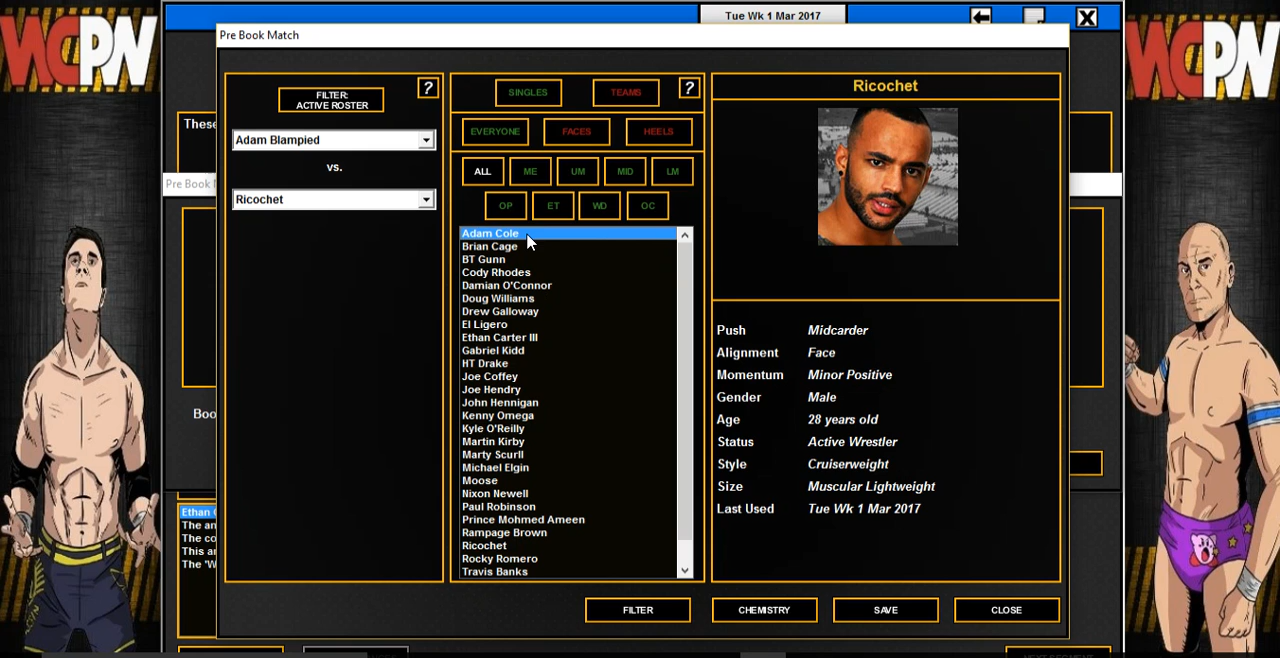 WCPW
Tue Wk 1 Mar 2017
WCPW
Pre Book Match
These
Pre Book M
Boo
Ethan
The an
The co
This a
The 'W
FILTER:
ACTIVE ROSTER
?
Adam Blampied
vs.
Ricochet
SINGLES
TEAMS
?
EVERYONE
FACES
HEELS
ALL
ME
UM
MID
LM
OP
ET
WD
OC
Adam Cole
Brian Cage
BT Gunn
Cody Rhodes
Damian O'Connor
Doug Williams
Drew Galloway
El Ligero
Ethan Carter III
Gabriel Kidd
HT Drake
Joe Coffey
Joe Hendry
John Hennigan
Kenny Omega
Kyle O'Reilly
Martin Kirby
Marty Scurll
Michael Elgin
Moose
Nixon Newell
Paul Robinson
Prince Mohmed Ameen
Rampage Brown
Ricochet
Rocky Romero
Travis Banks
Ricochet
Push Midcarder
Alignment Face
Momentum Minor Positive
Gender Male
Age 28 years old
Status Active Wrestler
Style Cruiserweight
Size Muscular Lightweight
Last Used Tue Wk 1 Mar 2017
FILTER
CHEMISTRY
SAVE
CLOSE